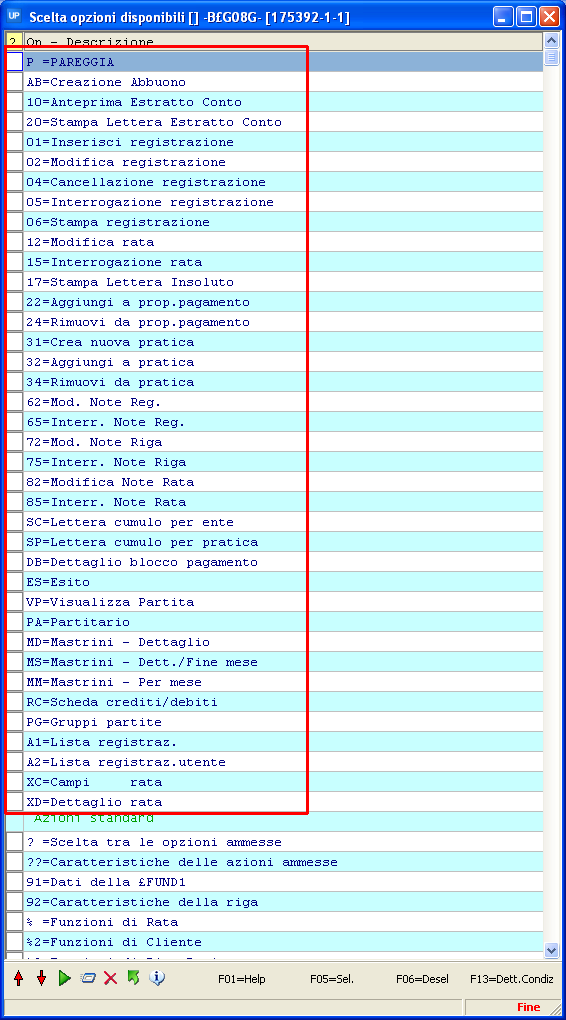 UP Scelta opzioni disponibili [] -B£G08G- [175392-1-1]
? On - Descrizione
P =PAREGGIA
AB=Creazione Abbuono
10=Anteprima Estratto Conto
20=Stampa Lettera Estratto Conto
01=Inserisci registrazione
02=Modifica registrazione
04=Cancellazione registrazione
05=Interrogazione registrazione
06=Stampa registrazione
12=Modifica rata
15=Interrogazione rata
17=Stampa Lettera Insoluto
22=Aggiungi a prop.pagamento
24=Rimuovi da prop.pagamento
31=Crea nuova pratica
32=Aggiungi a pratica
34=Rimuovi da pratica
62=Mod. Note Reg.
65=Interr. Note Reg.
72=Mod. Note Riga
75=Interr. Note Riga
82=Modifica Note Rata
85=Interr. Note Rata
SC=Lettera cumulo per ente
SP=Lettera cumulo per pratica
DB=Dettaglio blocco pagamento
ES=Esito
VP=Visualizza Partita
PA=Partitario
MD=Mastrini - Dettaglio
MS=Mastrini - Dett./Fine mese
MM=Mastrini - Per mese
RC=Scheda crediti/debiti
PG=Gruppi partite
A1=Lista registraz.
A2=Lista registraz.utente
XC=Campi     rata
XD=Dettaglio rata
Azioni standard
? =Scelta tra le opzioni ammesse
??=Caratteristiche delle azioni ammesse
91=Dati della £FUND1
92=Caratteristiche della riga
% =Funzioni di Rata
%2=Funzioni di Cliente
F01=Help F05=Sel. F06=Desel F13=Dett.Condiz
Fine